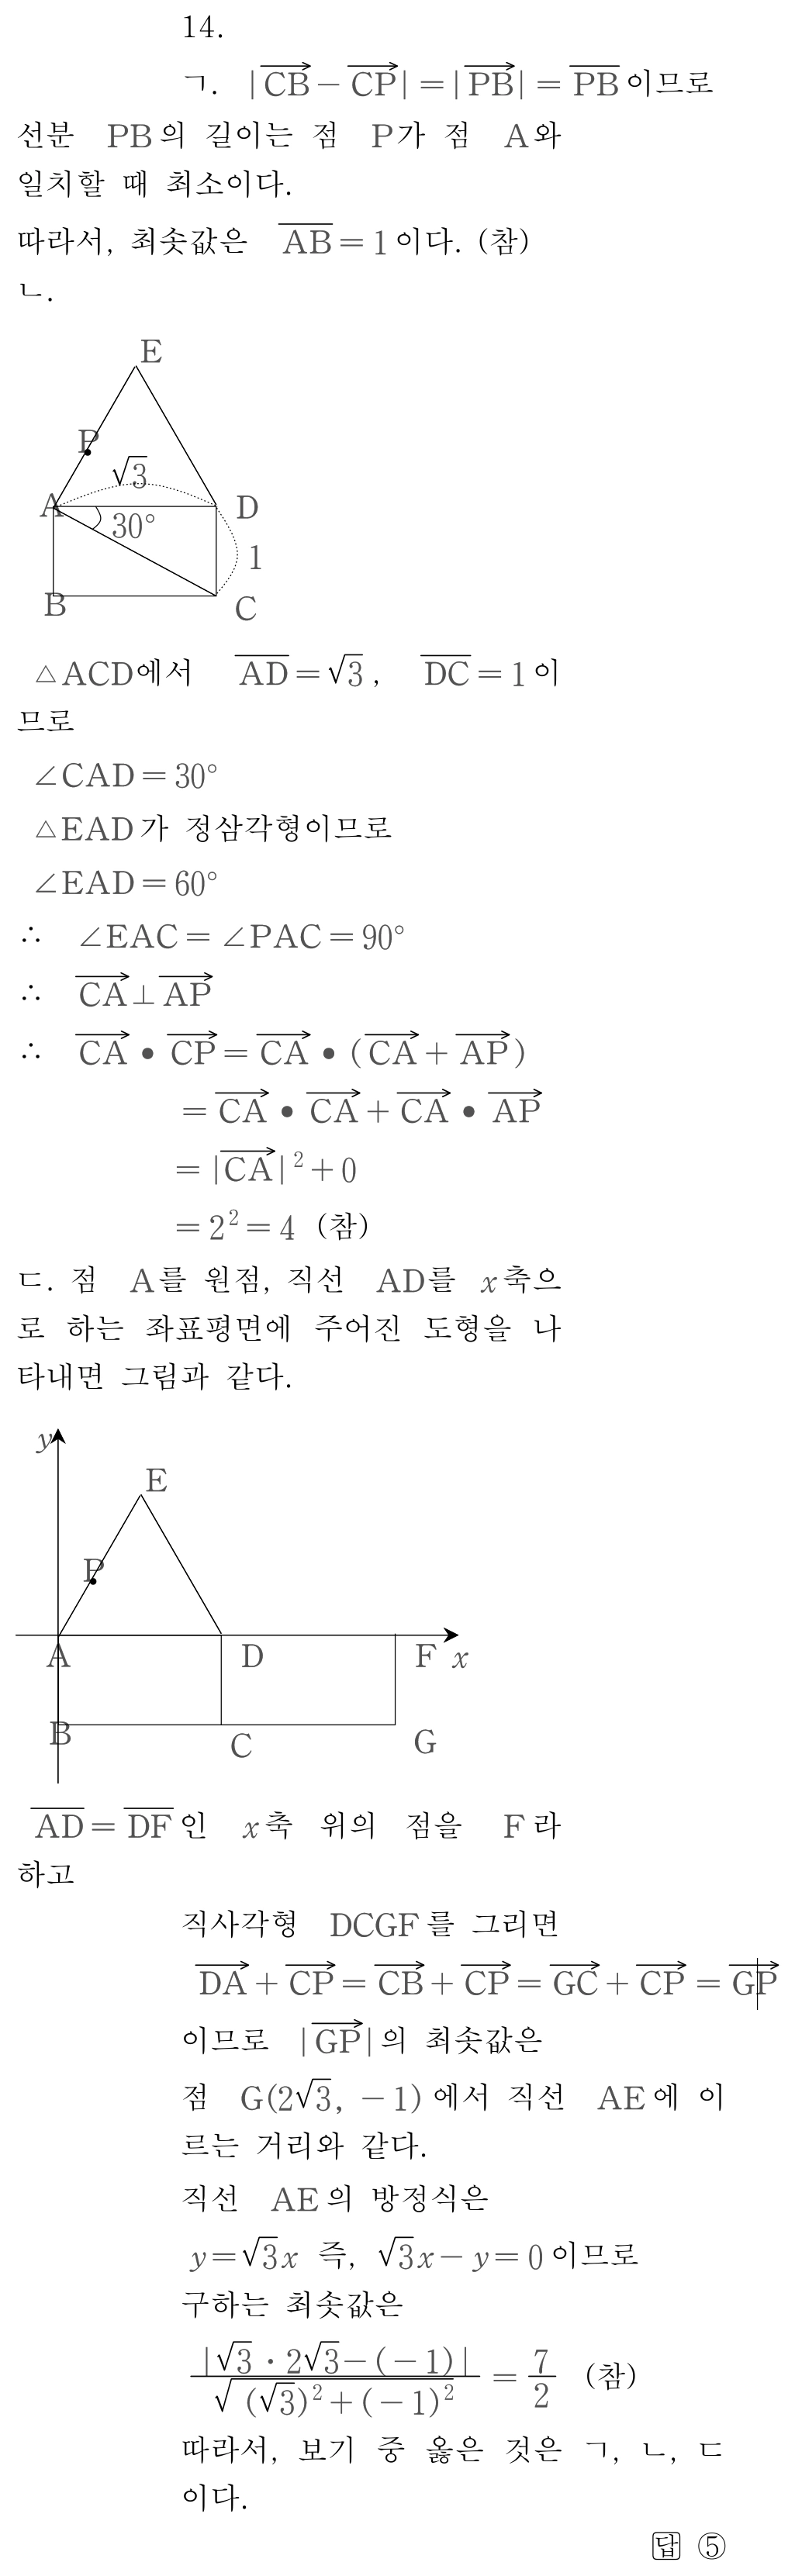 14.
ㄱ. |CB→ − CP→| = |PB→| = P̅B̅이므로
선분 PB의 길이는 점 P가 점 A와
일치할 때 최소이다.
따라서, 최솟값은 A̅B̅ = 1이다. (참)
ㄴ.
E
P
√3
A
D
30°
1
B
C
△ACD에서 A̅D̅ = √3, D̅C̅ = 1이
므로
∠CAD = 30°
△EAD가 정삼각형이므로
∠EAD = 60°
∴ ∠EAC = ∠PAC = 90°
∴ CA→ ⊥ AP→
∴ CA→ • CP→ = CA→ • (CA→ + AP→)
= CA→ • CA→ + CA→ • AP→
= |CA→|² + 0
= 2² = 4 (참)
ㄷ. 점 A를 원점, 직선 AD를 x축으
로 하는 좌표평면에 주어진 도형을 나
타내면 그림과 같다.
y
E
P
A
D
F x
B
C
G
A̅D̅ = D̅F̅인 x축 위의 점을 F라
하고
직사각형 DCGF를 그리면
DA→ + CP→ = CB→ + CP→ = GC→ + CP→ = GP→
이므로 |GP→|의 최솟값은
점 G(2√3, −1)에서 직선 AE에 이
르는 거리와 같다.
직선 AE의 방정식은
y = √3x 즉, √3x − y = 0이므로
구하는 최솟값은
|√3 · 2√3 − (−1)| / √((√3)² + (−1)²) = 7/2 (참)
따라서, 보기 중 옳은 것은 ㄱ, ㄴ, ㄷ
이다.
답 ⑤